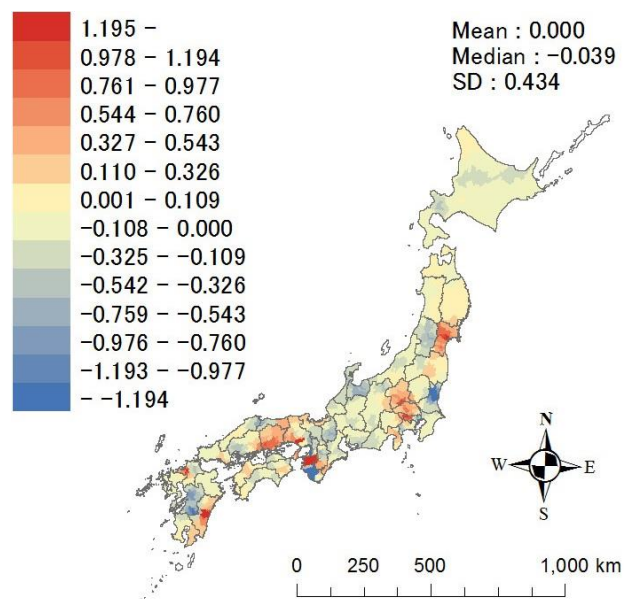 1.195 -
0.978 - 1.194
0.761 - 0.977
0.544 - 0.760
0.327 - 0.543
0.110 - 0.326
0.001 - 0.109
-0.108 - 0.000
-0.325 - -0.109
-0.542 - -0.326
-0.759 - -0.543
-0.976 - -0.760
-1.193 - -0.977
- -1.194
Mean : 0.000
Median : -0.039
SD : 0.434
N
W E
S
0 250 500 1,000 km